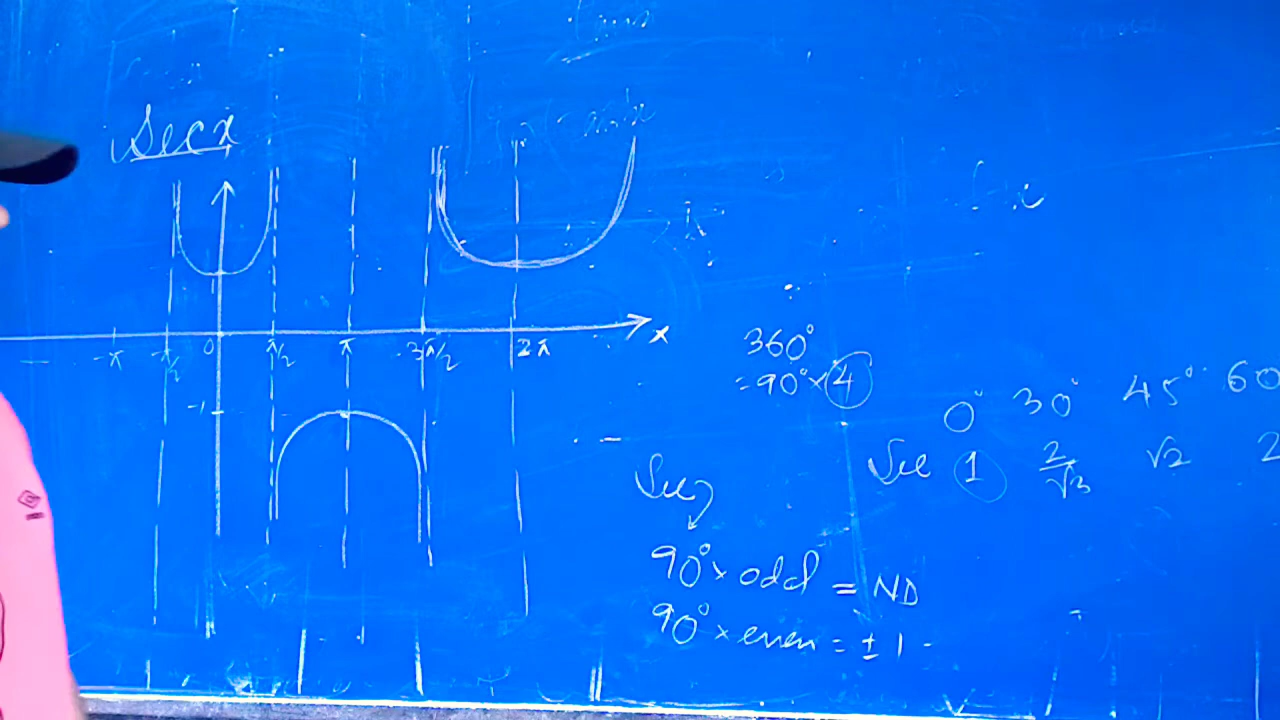 Sec x
x
-π -π/2 0 π/2 π 3π/2 2π
-1
360°
=90°×4
0° 30° 45° 60
Sec 1 2/√3 √2 2
Sec
90°× odd = ND
90°× even = ±1